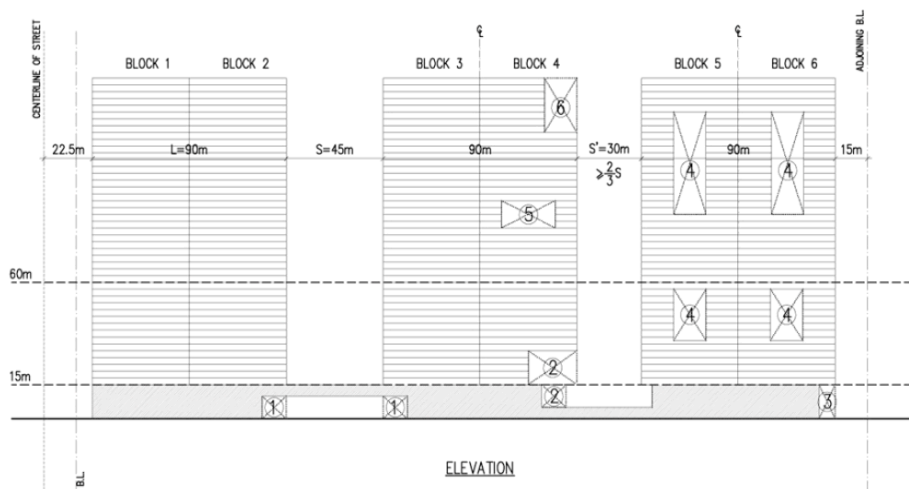 CENTERLINE OF STREET
BLOCK 1
BLOCK 2
℄
BLOCK 3
BLOCK 4
℄
BLOCK 5
BLOCK 6
ADJOINING B.L.
6
22.5m
L=90m
S=45m
90m
S'=30m
≥2/3S
90m
15m
4
4
5
60m
4
4
15m
2
1
1
2
3
B.L.
ELEVATION